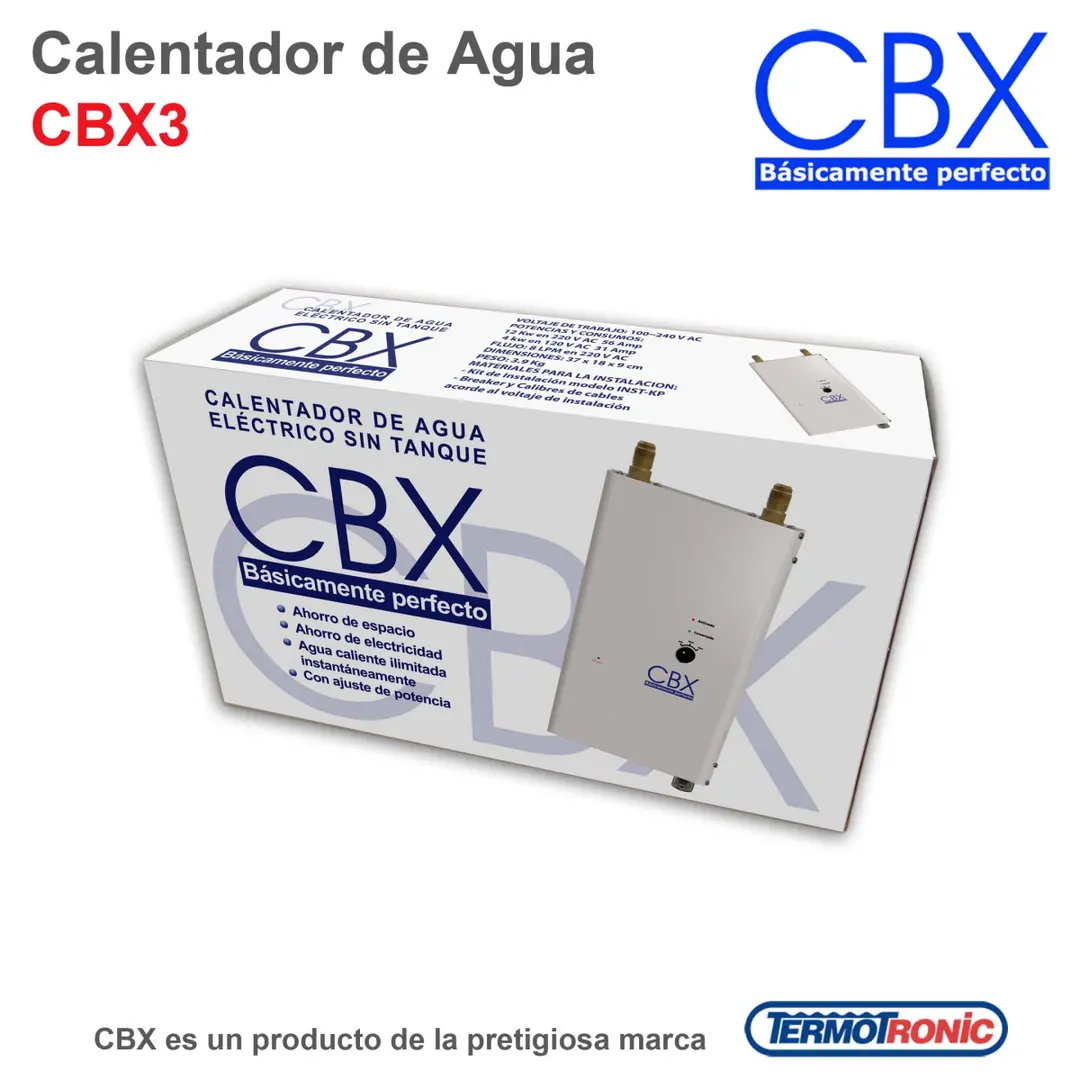 Calentador de Agua
CBX3
CBX
Básicamente perfecto
CBX
CALENTADOR DE AGUA
ELÉCTRICO SIN TANQUE
CBX
Básicamente perfecto
VOLTAJE DE TRABAJO: 100~240 V AC
POTENCIAS Y CONSUMOS:
12 Kw en 220 V AC 56 Amp
4 kw en 120 V AC 31 Amp
FLUJO: 8 LPM en 220 V AC
DIMENSIONES: 37 x 18 x 9 cm
PESO: 3.9 Kg
MATERIALES PARA LA INSTALACION:
- Kit de Instalación modelo INST-KP
- Breaker y Calibres de cables
acorde al voltaje de instalación
CBX
CALENTADOR DE AGUA
ELÉCTRICO SIN TANQUE
CBX
Básicamente perfecto
Ahorro de espacio
Ahorro de electricidad
Agua caliente ilimitada
instantáneamente
Con ajuste de potencia
CBX
Conectado
CBX
Básicamente perfecto
CBX es un producto de la pretigiosa marca
TERMOTRONIC